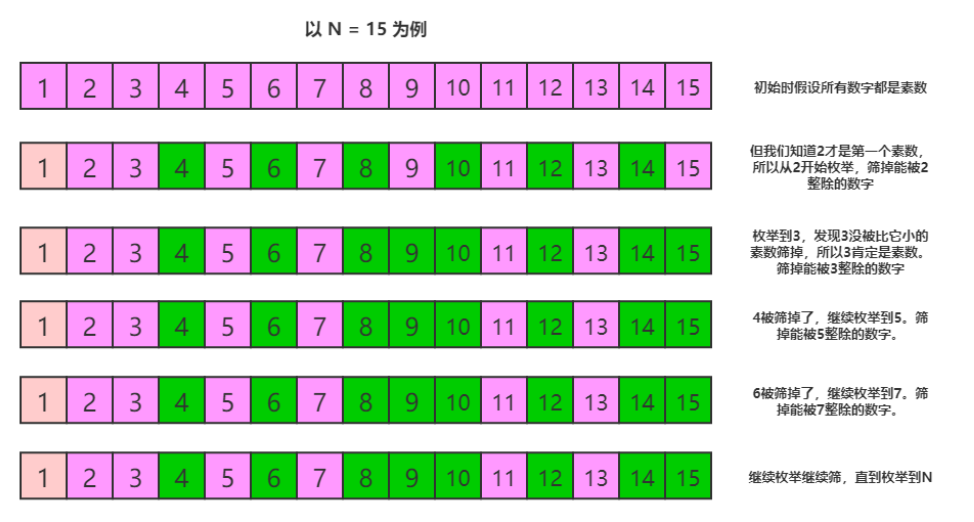 以 N = 15 为例
1 2 3 4 5 6 7 8 9 10 11 12 13 14 15
初始时假设所有数字都是素数
1 2 3 4 5 6 7 8 9 10 11 12 13 14 15
但我们知道2才是第一个素数，
所以从2开始枚举，筛掉能被2
整除的数字
1 2 3 4 5 6 7 8 9 10 11 12 13 14 15
枚举到3，发现3没被比它小的
素数筛掉，所以3肯定是素数。
筛掉能被3整除的数字
1 2 3 4 5 6 7 8 9 10 11 12 13 14 15
4被筛掉了，继续枚举到5。筛
掉能被5整除的数字。
1 2 3 4 5 6 7 8 9 10 11 12 13 14 15
6被筛掉了，继续枚举到7。筛
掉能被7整除的数字。
1 2 3 4 5 6 7 8 9 10 11 12 13 14 15
继续枚举继续筛，直到枚举到N